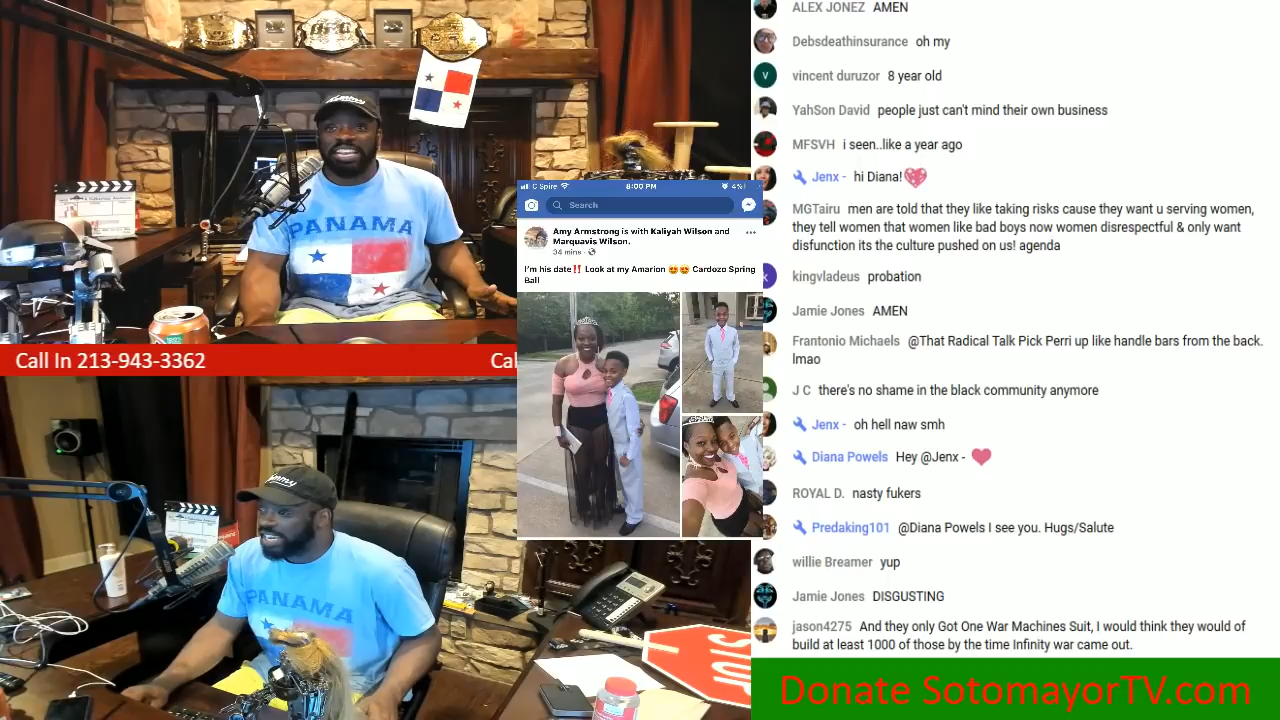 PANAMA
Call In 213-943-3362
Cal
PANAMA
C Spire
8:00 PM
4%
Search
Amy Armstrong is with Kaliyah Wilson and
Marquavis Wilson.
34 mins ·
I'm his date‼️ Look at my Amarion 😍😍 Cardozo Spring
Ball
ALEX JONEZ AMEN
Debsdeathinsurance oh my
V
vincent duruzor 8 year old
YahSon David people just can't mind their own business
MFSVH i seen..like a year ago
Jenx - hi Diana!💖
MGTairu men are told that they like taking risks cause they want u serving women,
they tell women that women like bad boys now women disrespectful & only want
disfunction its the culture pushed on us! agenda
kingvladeus probation
Jamie Jones AMEN
Frantonio Michaels @That Radical Talk Pick Perri up like handle bars from the back.
lmao
J C there's no shame in the black community anymore
Jenx - oh hell naw smh
Diana Powels Hey @Jenx - ❤
ROYAL D. nasty fukers
Predaking101 @Diana Powels I see you. Hugs/Salute
willie Breamer yup
Jamie Jones DISGUSTING
jason4275 And they only Got One War Machines Suit, I would think they would of
build at least 1000 of those by the time Infinity war came out.
Donate SotomayorTV.com